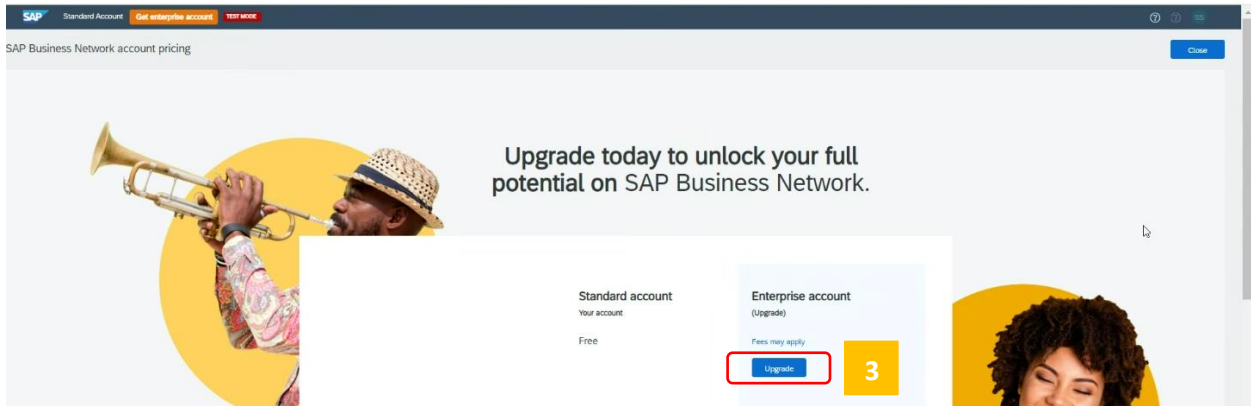 SAP Standard Account Get enterprise account TEST MODE
SAP Business Network account pricing
Close
Upgrade today to unlock your full
potential on SAP Business Network.
Standard account
Your account
Free
Enterprise account
(Upgrade)
Fees may apply
Upgrade
3